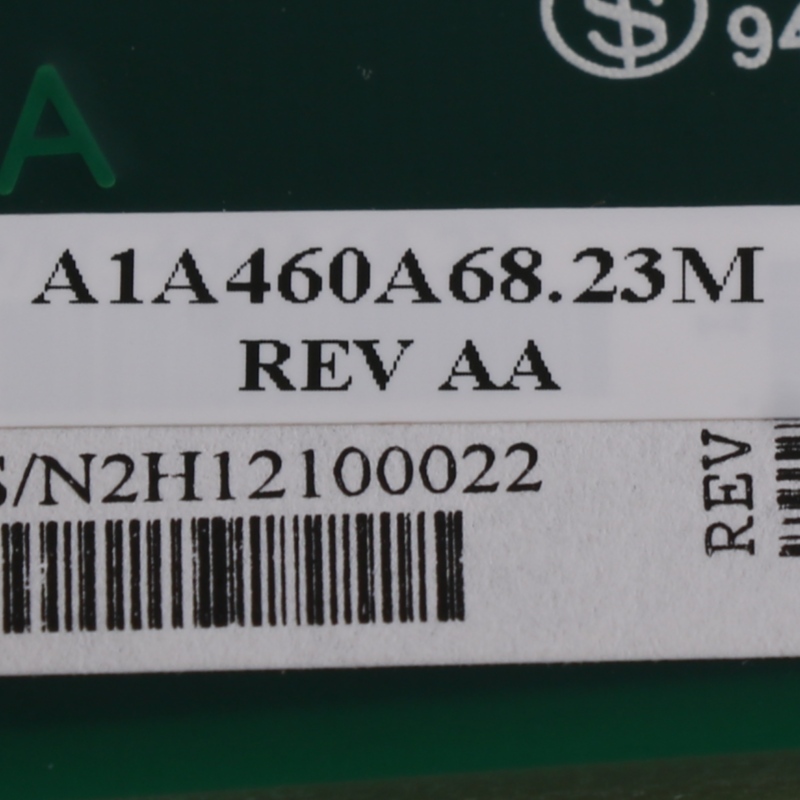 94
A
A1A460A68.23M
REV AA
S/N2H12100022
REV